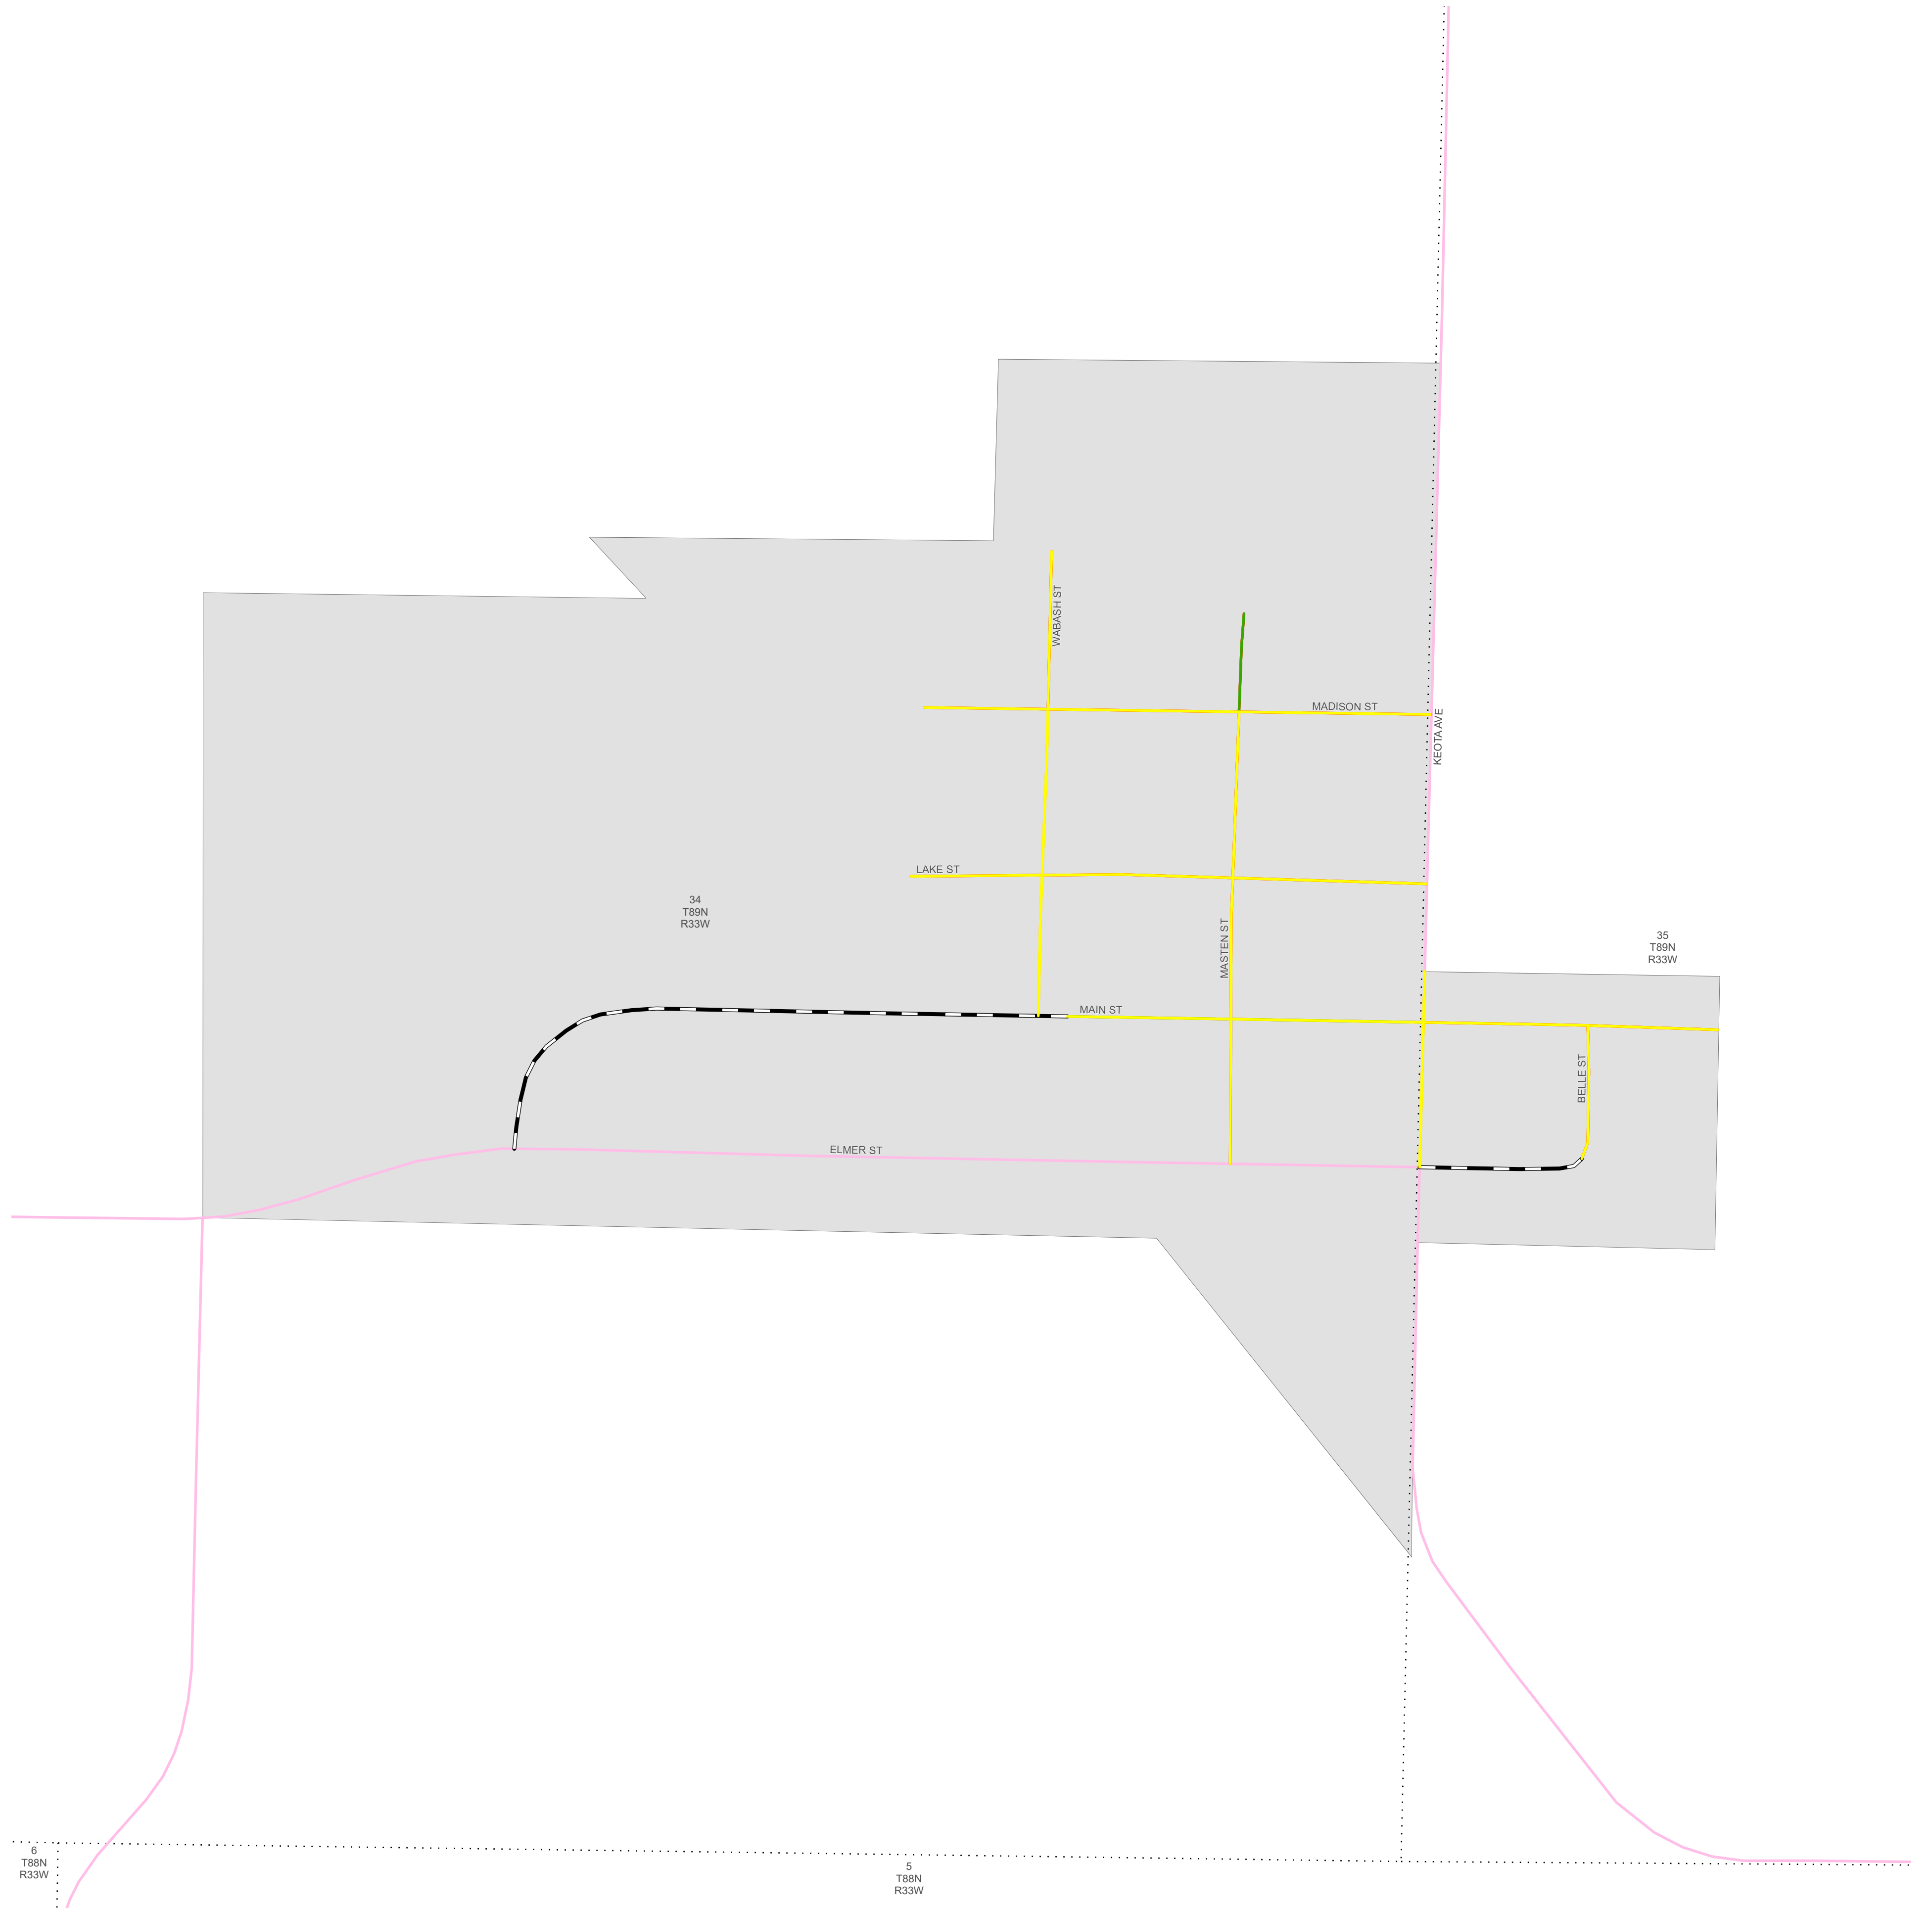 WABASH ST
MADISON ST
KEOTA AVE
LAKE ST
34
T89N
R33W
MASTEN ST
35
T89N
R33W
MAIN ST
BELLE ST
ELMER ST
6
T88N
R33W
5
T88N
R33W